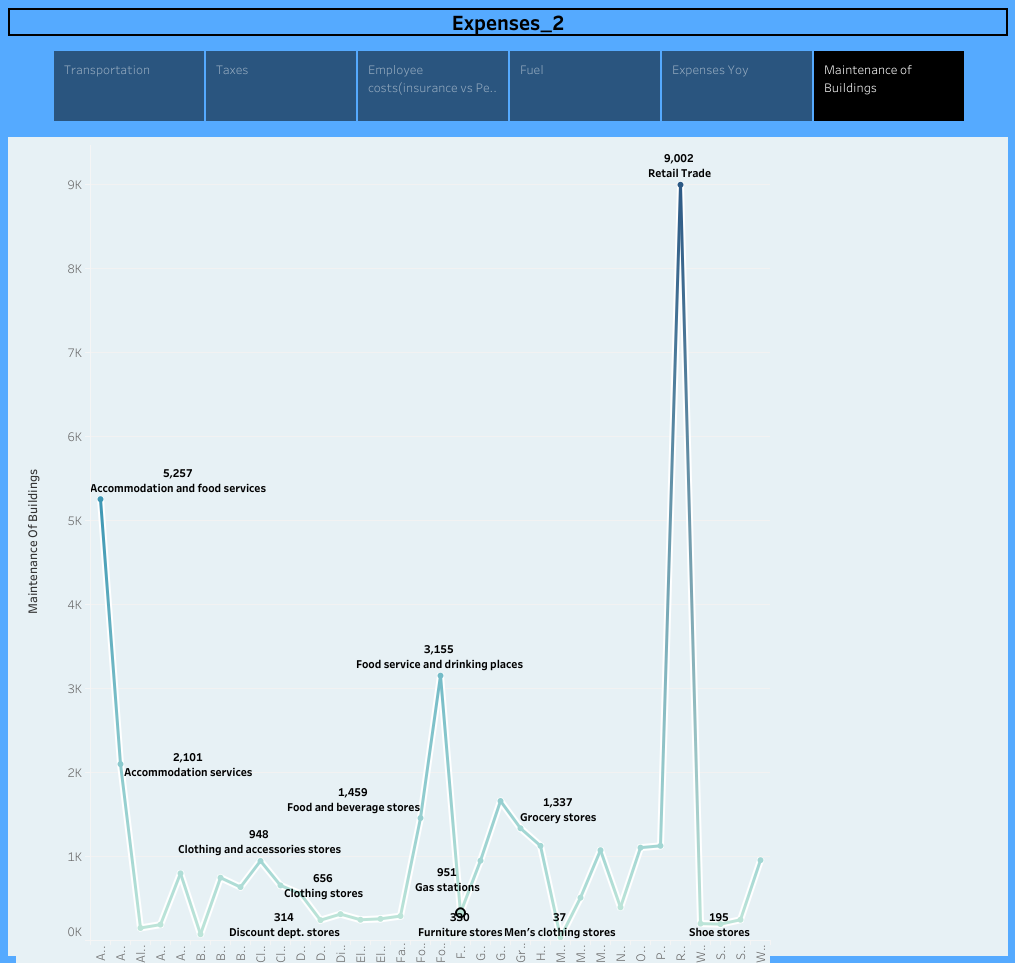 Expenses_2
Transportation
Taxes
Employee
costs(insurance vs Pe..
Fuel
Expenses Yoy
Maintenance of
Buildings
9,002
Retail Trade
9K
8K
7K
6K
5,257
Accommodation and food services
5K
Maintenance Of Buildings
4K
3,155
Food service and drinking places
3K
2,101
Accommodation services
2K
1,459
Food and beverage stores
1,337
Grocery stores
948
Clothing and accessories stores
1K
951
Gas stations
656
Clothing stores
314
Discount dept. stores
330
Furniture stores
37
Men's clothing stores
195
Shoe stores
0K
A..
A..
Al..
A..
A..
B..
B..
B..
Cl..
Cl..
D..
D..
Di..
El..
El..
Fa..
Fo..
Fo..
F..
G..
G..
Gr..
H..
M..
M..
M..
N..
O..
P..
R..
W..
S..
S..
W..